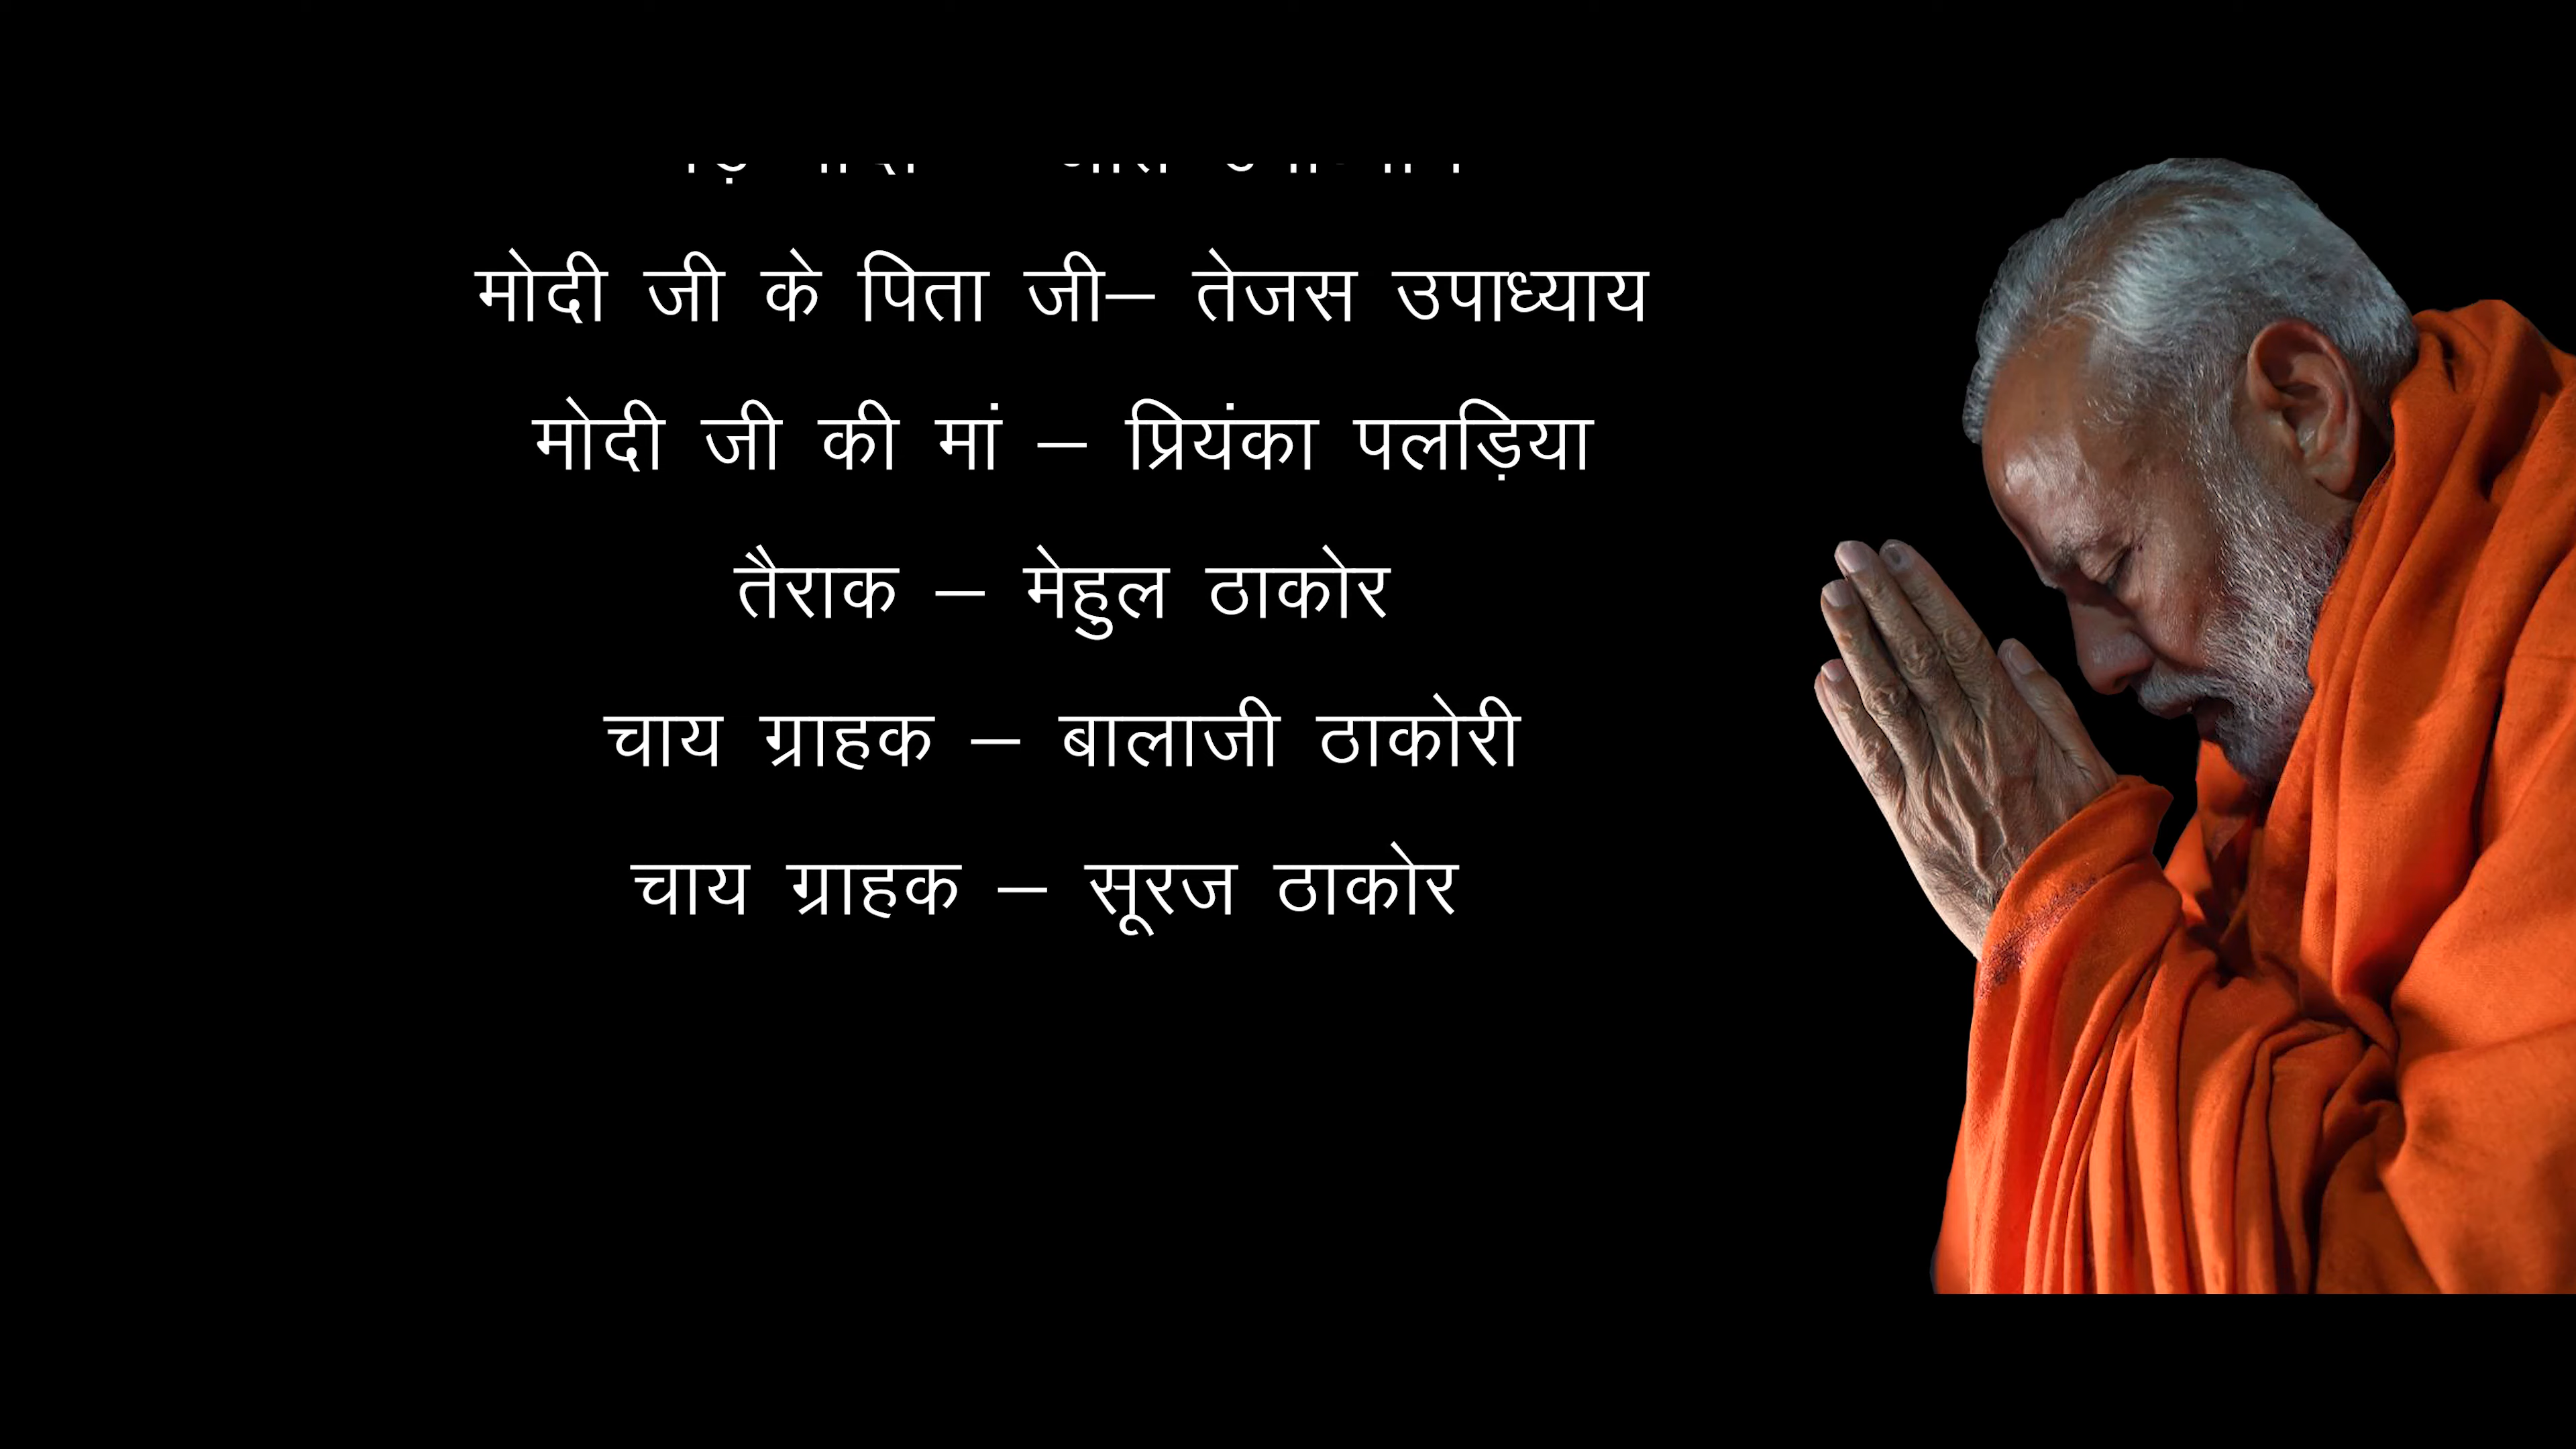 मोदी जी के पिता जी– तेजस उपाध्याय
मोदी जी की मां – प्रियंका पलड़िया
तैराक – मेहुल ठाकोर
चाय ग्राहक – बालाजी ठाकोरी
चाय ग्राहक – सूरज ठाकोर